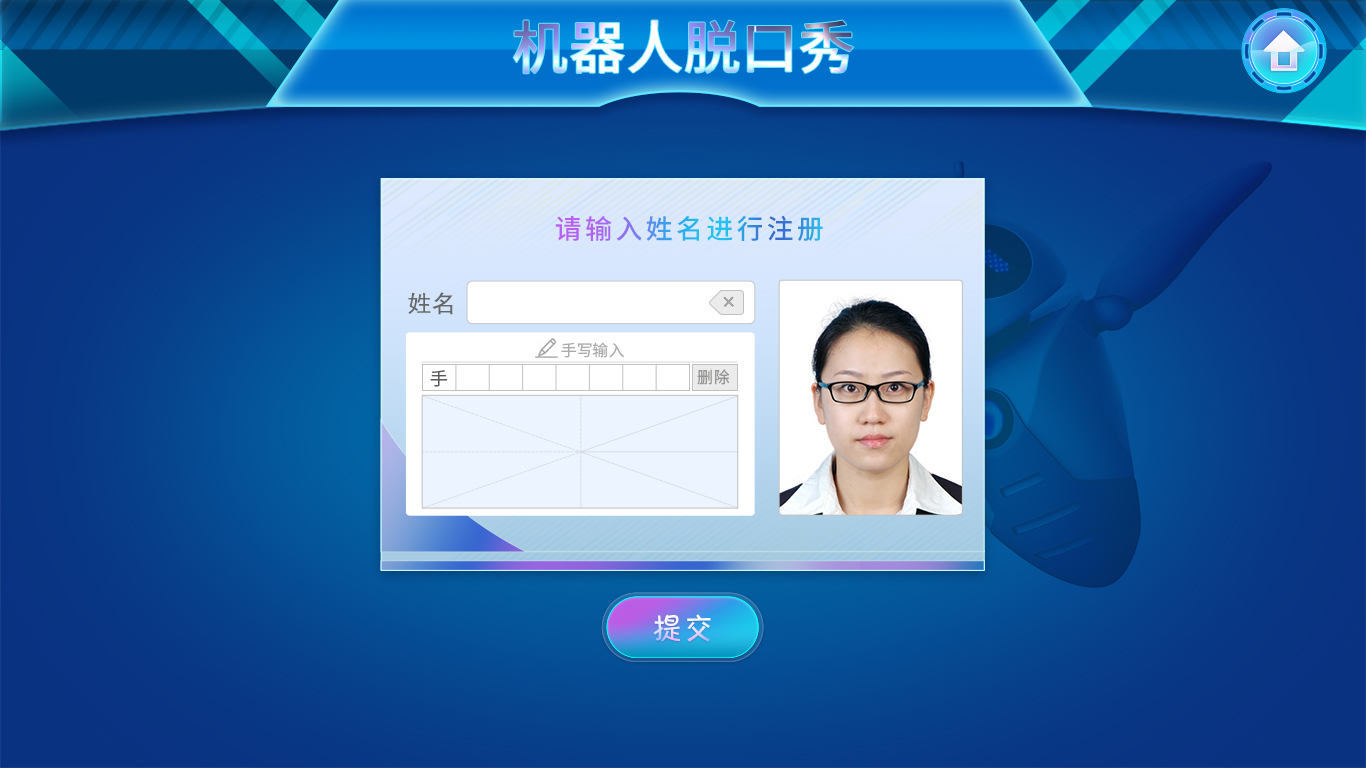 机器人脱口秀
请输入姓名进行注册
姓名
手写输入
手 删除
提交